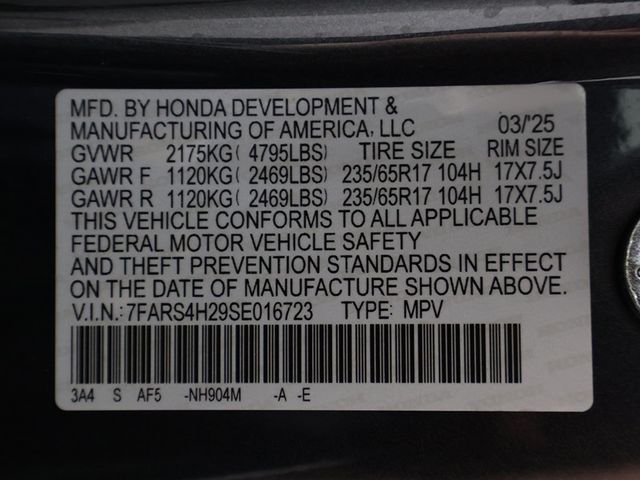 MFD. BY HONDA DEVELOPMENT &
MANUFACTURING OF AMERICA, LLC 03/'25
GVWR 2175KG( 4795LBS) TIRE SIZE RIM SIZE
GAWR F 1120KG( 2469LBS) 235/65R17 104H 17X7.5J
GAWR R 1120KG( 2469LBS) 235/65R17 104H 17X7.5J
THIS VEHICLE CONFORMS TO ALL APPLICABLE
FEDERAL MOTOR VEHICLE SAFETY
AND THEFT PREVENTION STANDARDS IN EFFECT
ON THE DATE OF MANUFACTURE SHOWN ABOVE.
V.I.N.:7FARS4H29SE016723 TYPE: MPV
3A4 S AF5 -NH904M -A -E